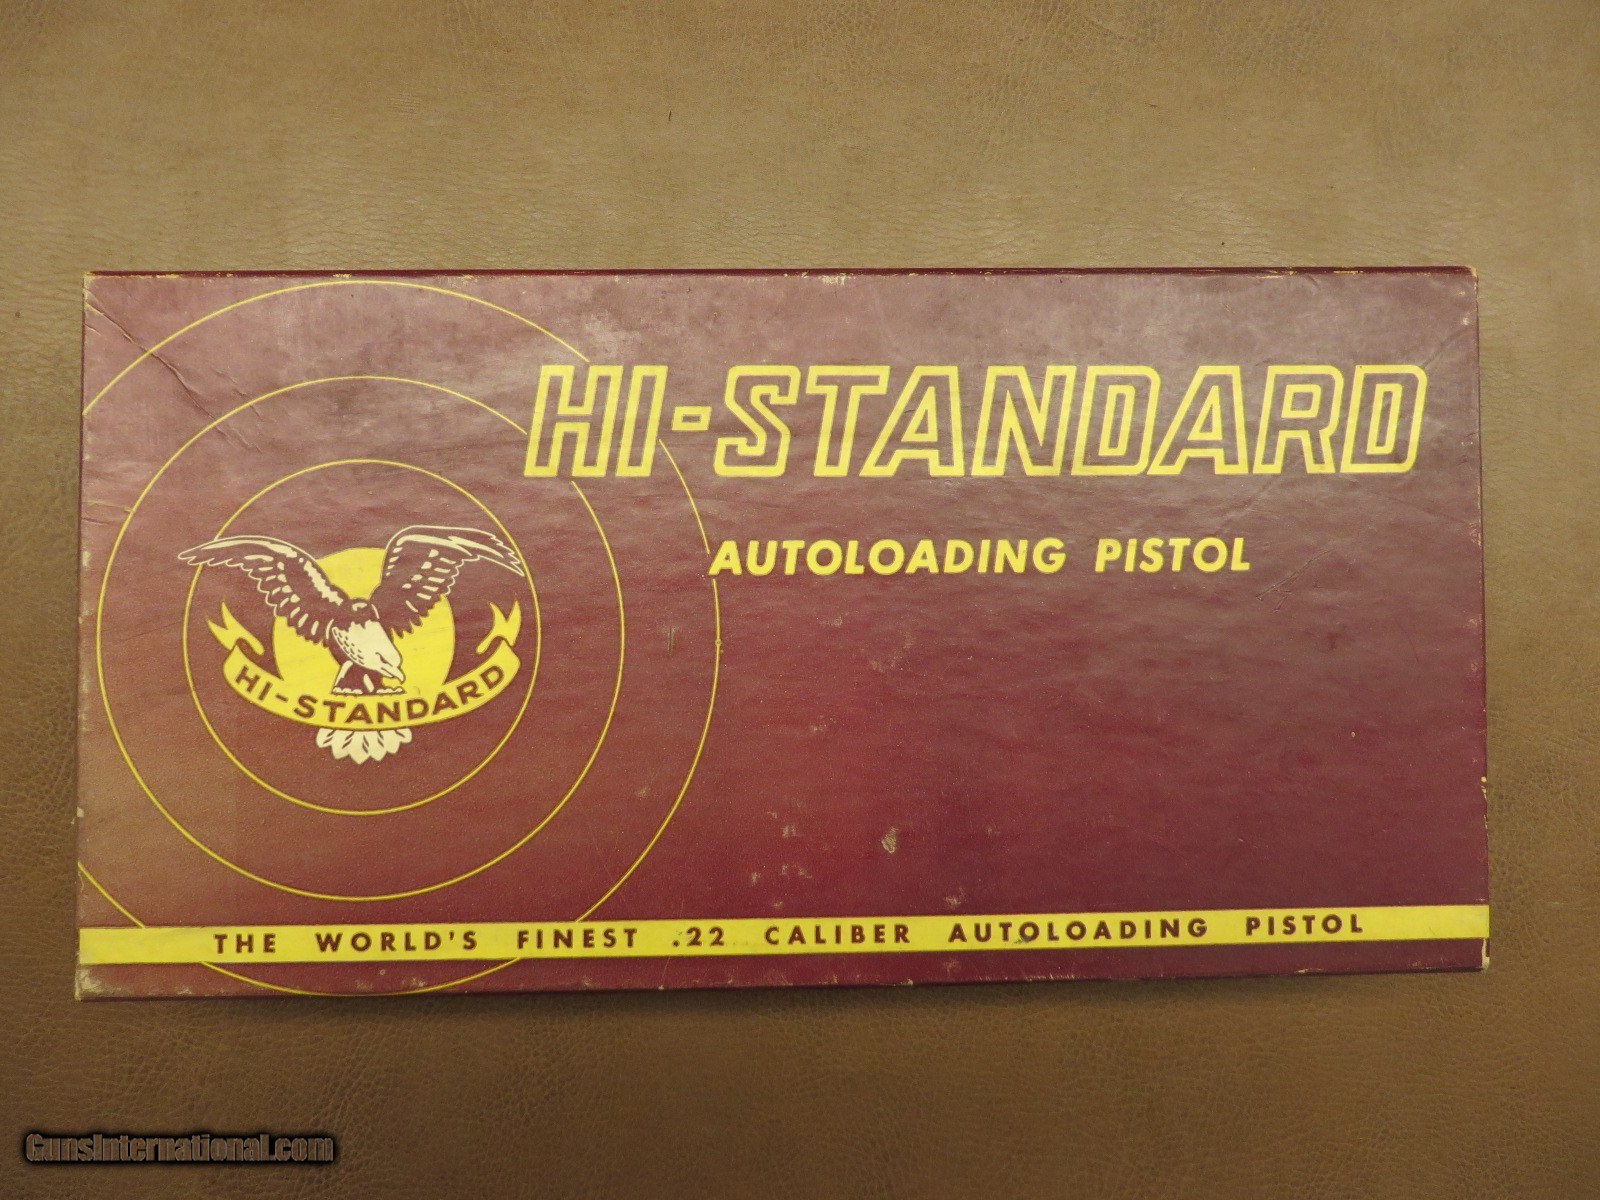 HI-STANDARD
AUTOLOADING PISTOL
HI-STANDARD
THE WORLD'S FINEST .22 CALIBER AUTOLOADING PISTOL
GunsInternational.com